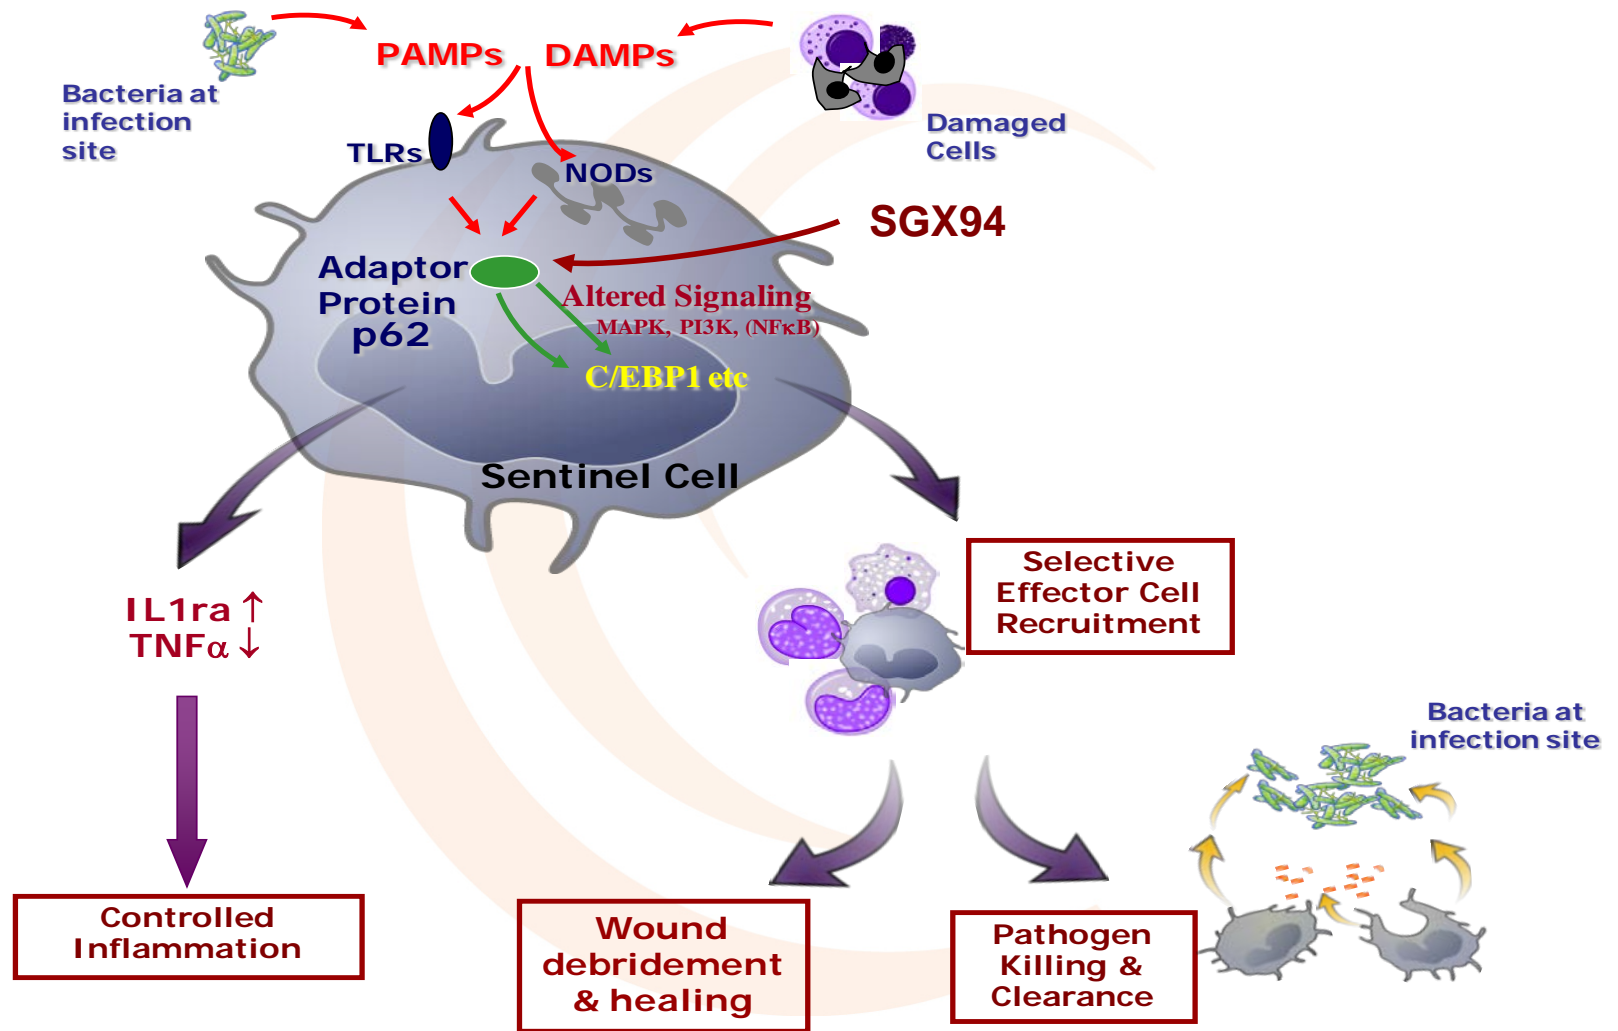 PAMPs DAMPs
Bacteria at
infection
site
Damaged
Cells
TLRs
NODs
SGX94
Adaptor
Protein
p62
Altered Signaling
MAPK, PI3K, (NFκB)
C/EBP1 etc
Sentinel Cell
IL1ra ↑
TNFα ↓
Selective
Effector Cell
Recruitment
Bacteria at
infection site
Controlled
Inflammation
Wound
debridement
& healing
Pathogen
Killing &
Clearance